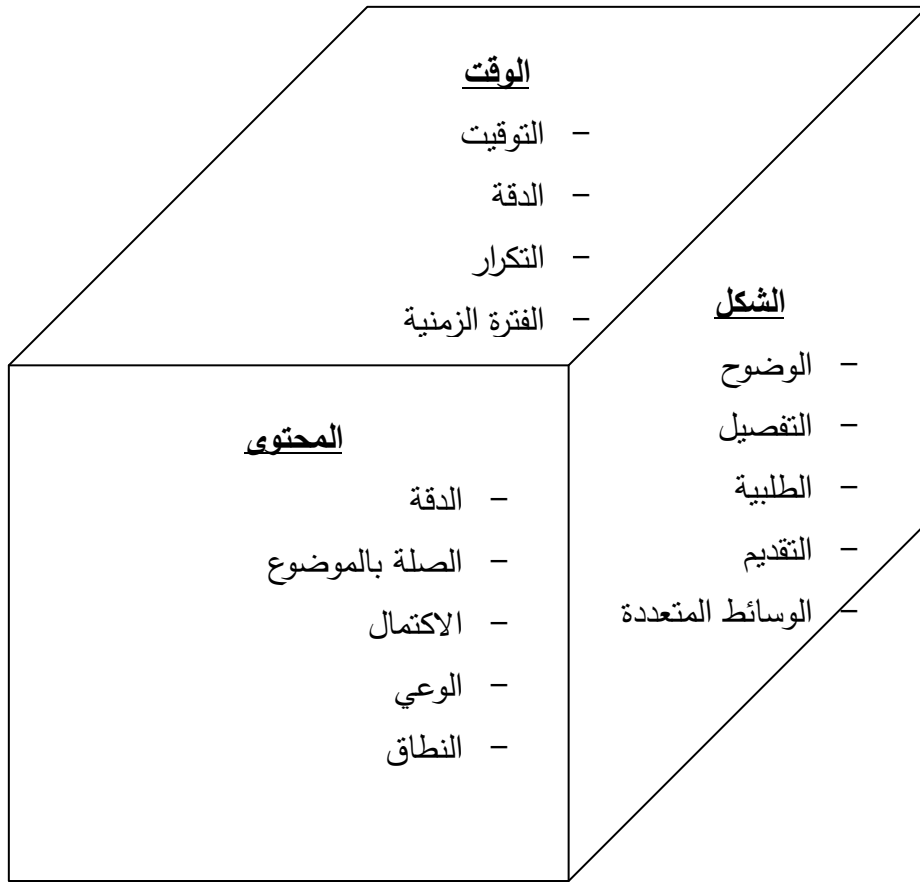 الوقت
– التوقيت
– الدقة
– التكرار
– الفترة الزمنية
الشكل
– الوضوح
– التفصيل
– الطلبية
– التقديم
– الوسائط المتعددة
المحتوى
– الدقة
– الصلة بالموضوع
– الاكتمال
– الوعي
– النطاق